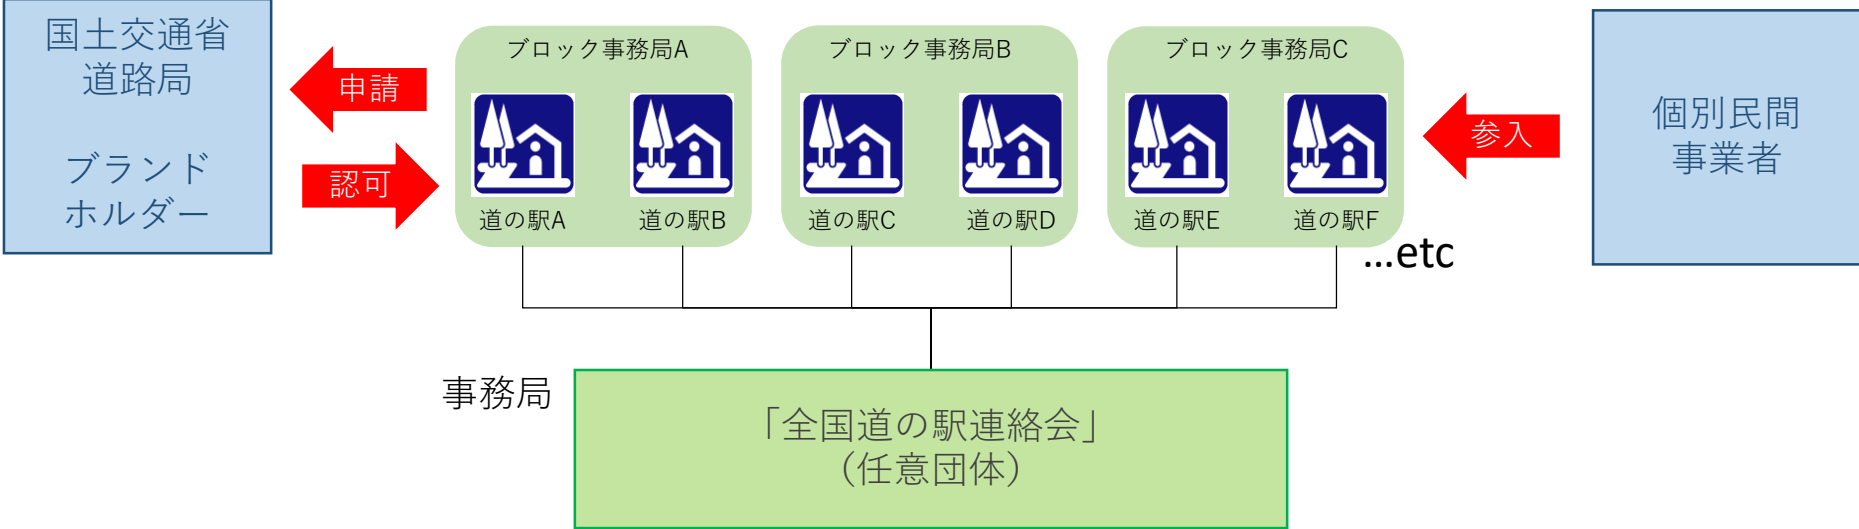 国土交通省
道路局
ブランド
ホルダー
申請
認可
ブロック事務局A
道の駅A
道の駅B
ブロック事務局B
道の駅C
道の駅D
ブロック事務局C
道の駅E
道の駅F
…etc
参入
個別民間
事業者
事務局
「全国道の駅連絡会」
（任意団体）